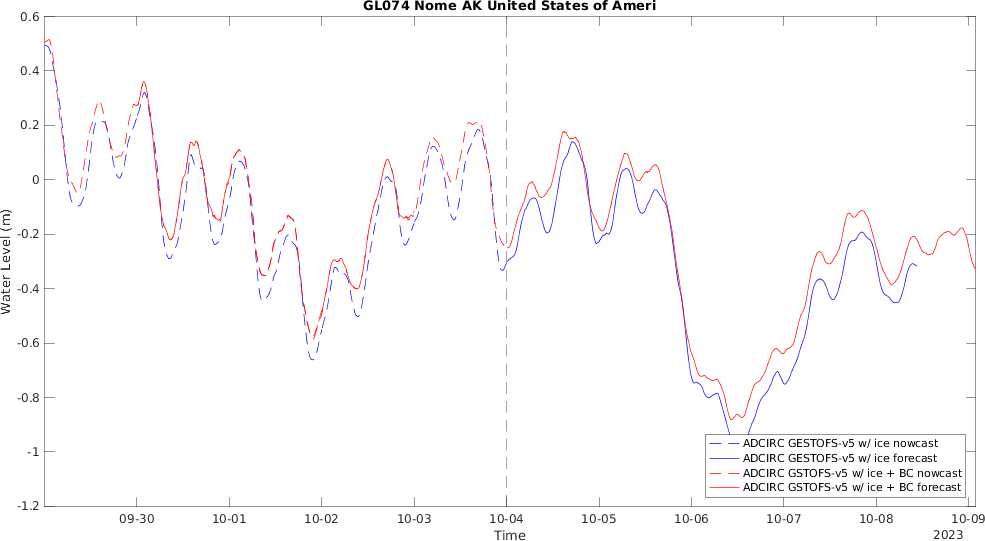 GL074 Nome AK United States of Ameri
0.6
0.4
0.2
0
-0.2
-0.4
-0.6
-0.8
-1
-1.2
Water Level (m)
ADCIRC GESTOFS-v5 w/ ice nowcast
ADCIRC GESTOFS-v5 w/ ice forecast
ADCIRC GSTOFS-v5 w/ ice + BC nowcast
ADCIRC GSTOFS-v5 w/ ice + BC forecast
09-30 10-01 10-02 10-03 10-04 10-05 10-06 10-07 10-08 10-09
Time
2023